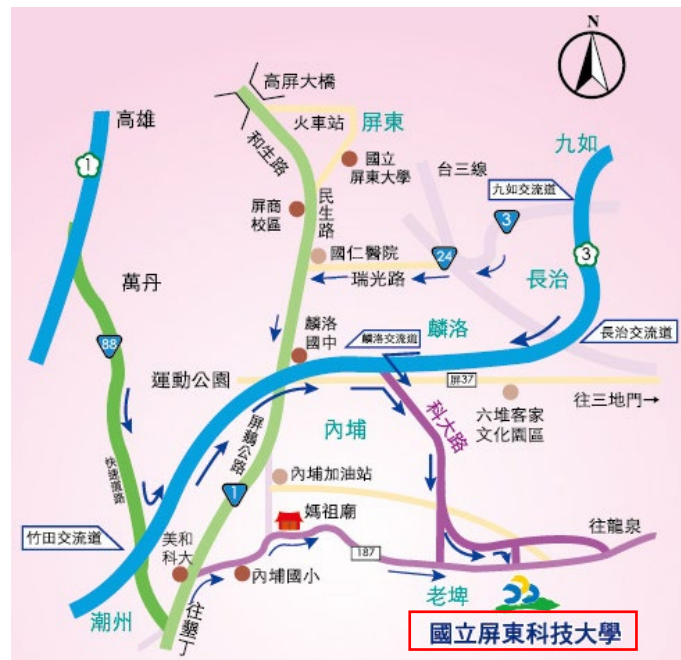 N
高屏大橋
高雄
火車站
屏東
和生路
九如
1
國立
屏東大學
台三線
屏商
校區
民生路
九如交流道
3
國仁醫院
24
3
瑞光路
萬丹
長治
麟洛
國中
麟洛交流道
麟洛
長治交流道
88
運動公園
屏37
往三地門→
科大路
六堆客家
文化園區
內埔
屏鵝公路
快速道路
內埔加油站
1
媽祖廟
往龍泉
竹田交流道
美和
科大
187
內埔國小
老埤
潮州
往墾丁
國立屏東科技大學